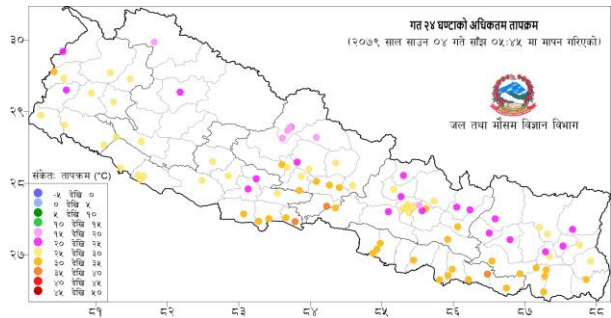 गत २४ घण्टाको अधिकतम तापक्रम
(२०७९ साल साउन ०४ गते साँझ ०५:४५ मा मापन गरिएको)
जल तथा मौसम विज्ञान विभाग
३०
२९
२८
२७
संकेतः तापक्रम (°C)
-५ देखि ०
० देखि ५
५ देखि १०
१० देखि १५
१५ देखि २०
२० देखि २५
२५ देखि ३०
३० देखि ३५
३५ देखि ४०
४० देखि ४५
४५ देखि ५०
८१ ८२ ८३ ८४ ८५ ८६ ८७ ८८